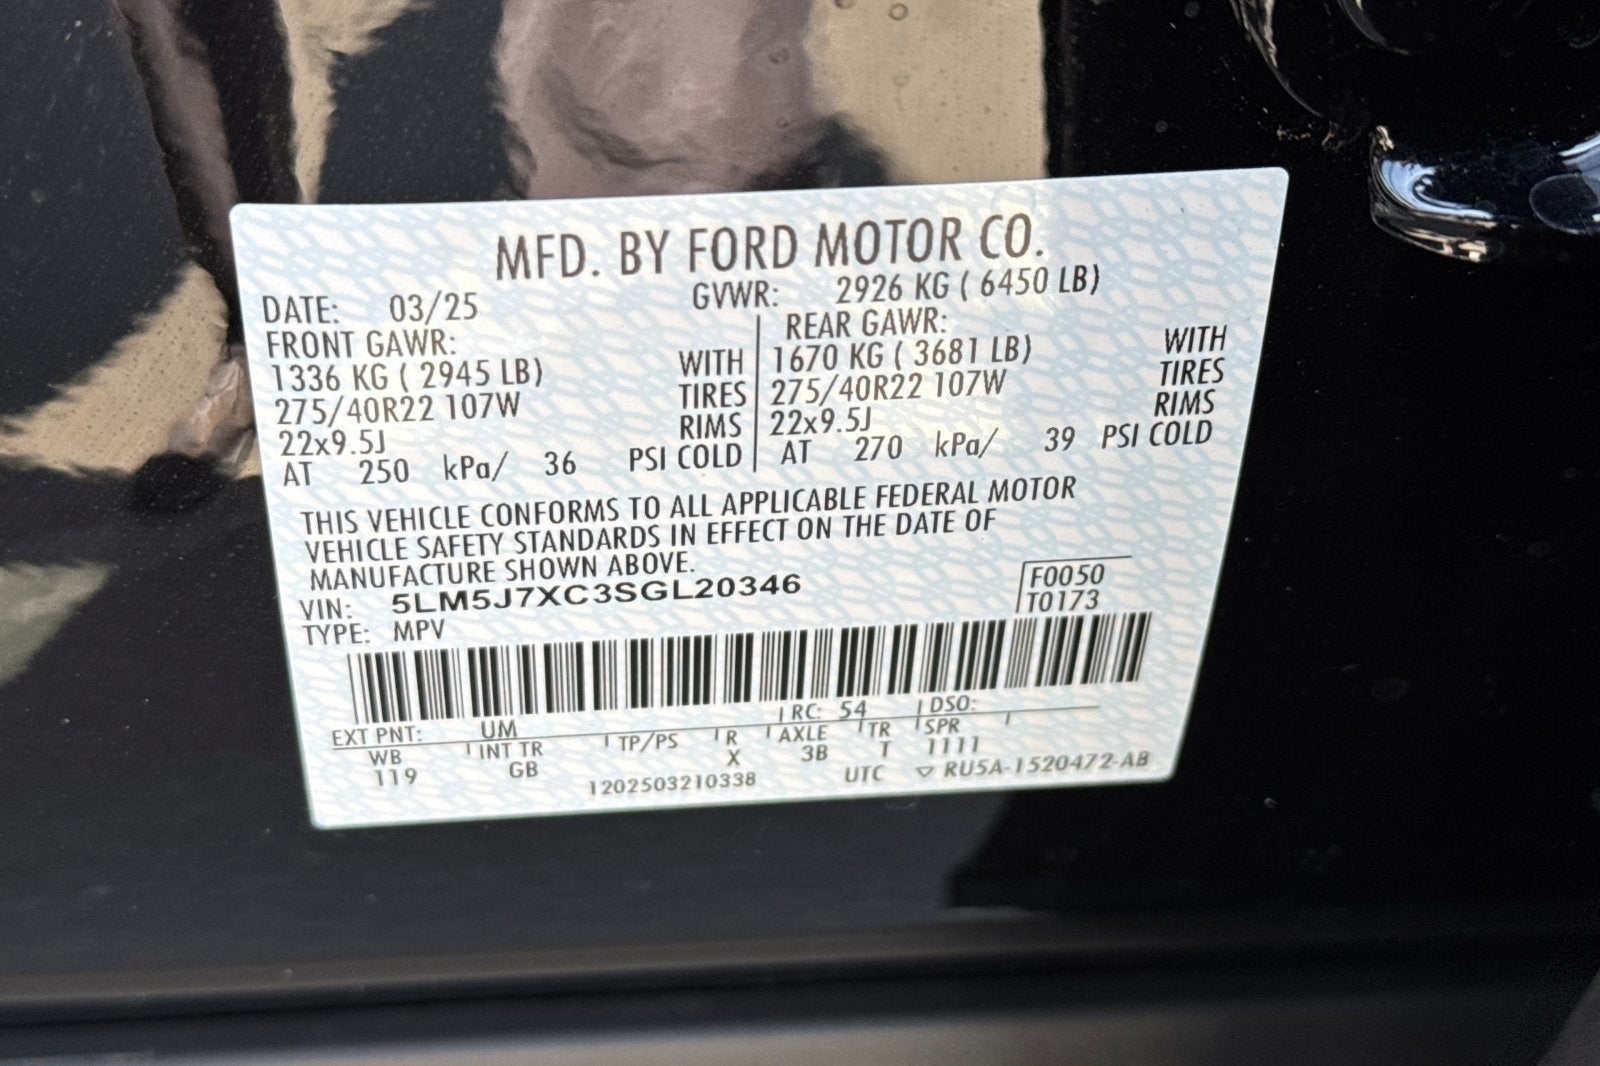 MFD. BY FORD MOTOR CO.
DATE: 03/25 GVWR: 2926 KG ( 6450 LB)
FRONT GAWR: REAR GAWR:
1336 KG ( 2945 LB) WITH 1670 KG ( 3681 LB) WITH
275/40R22 107W TIRES 275/40R22 107W TIRES
22x9.5J RIMS 22x9.5J RIMS
AT 250 kPa/ 36 PSI COLD AT 270 kPa/ 39 PSI COLD
THIS VEHICLE CONFORMS TO ALL APPLICABLE FEDERAL MOTOR
VEHICLE SAFETY STANDARDS IN EFFECT ON THE DATE OF
MANUFACTURE SHOWN ABOVE.
VIN: 5LM5J7XC3SGL20346 F0050
TYPE: MPV T0173
EXT PNT: UM RC: 54 DSO:
WB INT TR TP/PS R AXLE TR SPR
119 GB X 3B T 1111
1202503210338 UTC ▽ RU5A-1520472-AB